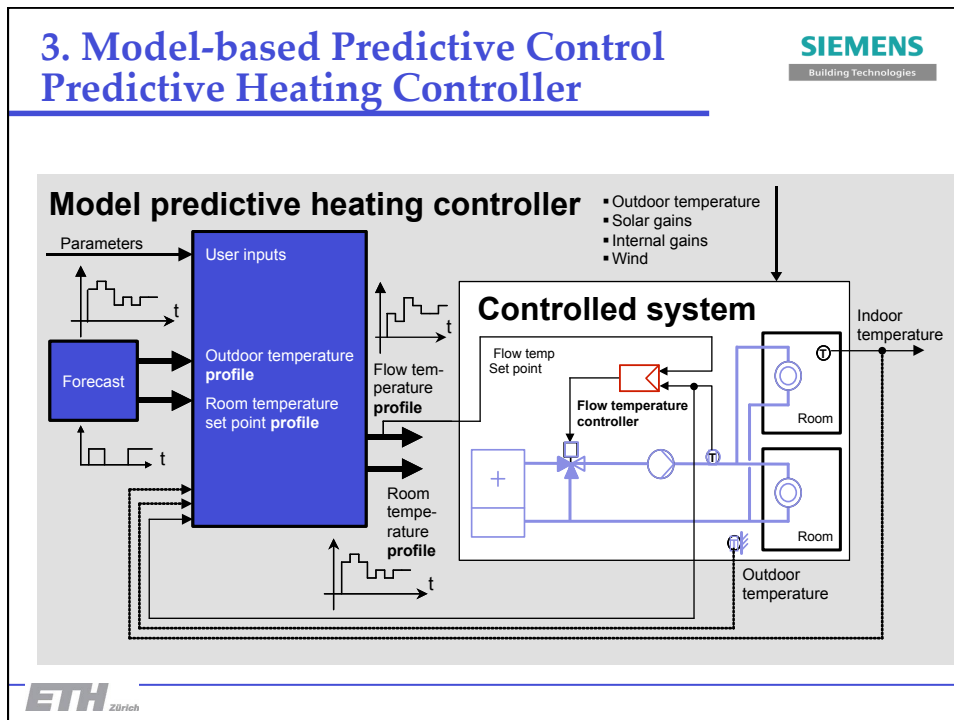 3. Model-based Predictive Control
Predictive Heating Controller
SIEMENS
Building Technologies
Model predictive heating controller
▪ Outdoor temperature
▪ Solar gains
▪ Internal gains
▪ Wind
Parameters
User inputs
t
t
Controlled system
Indoor
temperature
Forecast
Outdoor temperature
profile
Room temperature
set point profile
Flow tem-
perature
profile
Flow temp
Set point
Flow temperature
controller
T
Room
t
+
T
Room
Room
tempe-
rature
profile
t
T
Outdoor
temperature
ETH Zürich